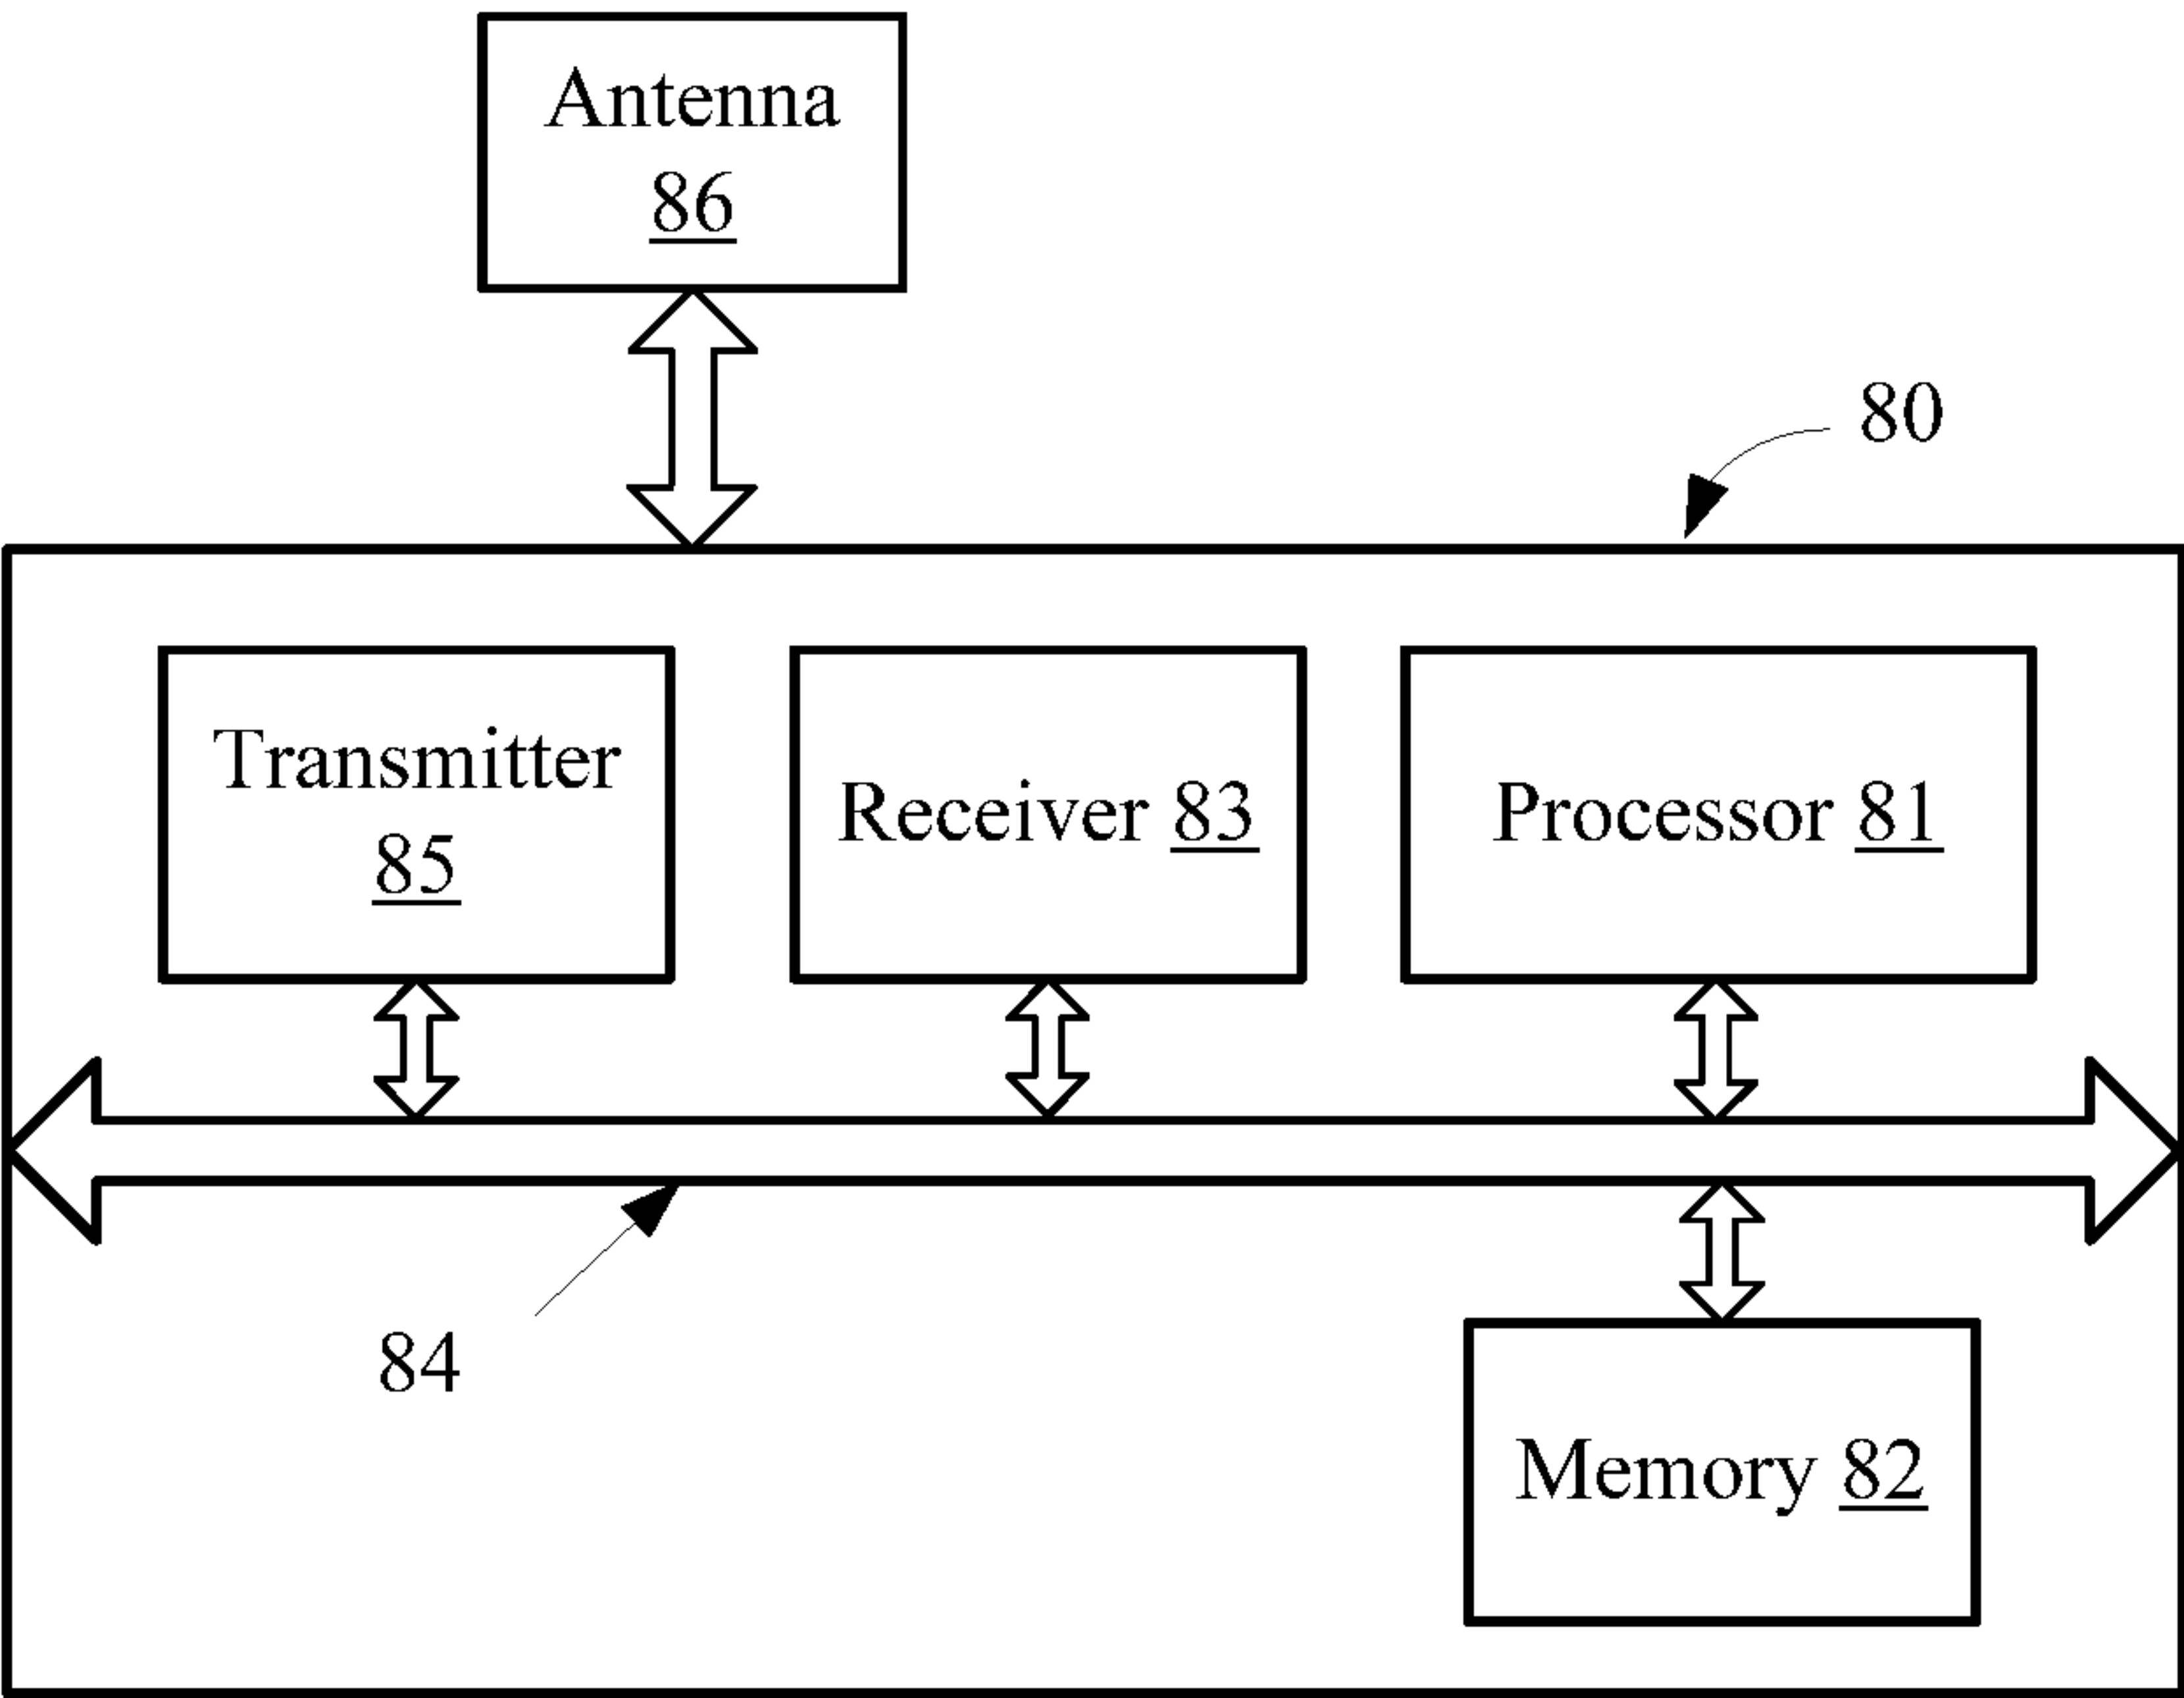 Antenna
86
80
Transmitter
85
Receiver 83
Processor 81
84
Memory 82